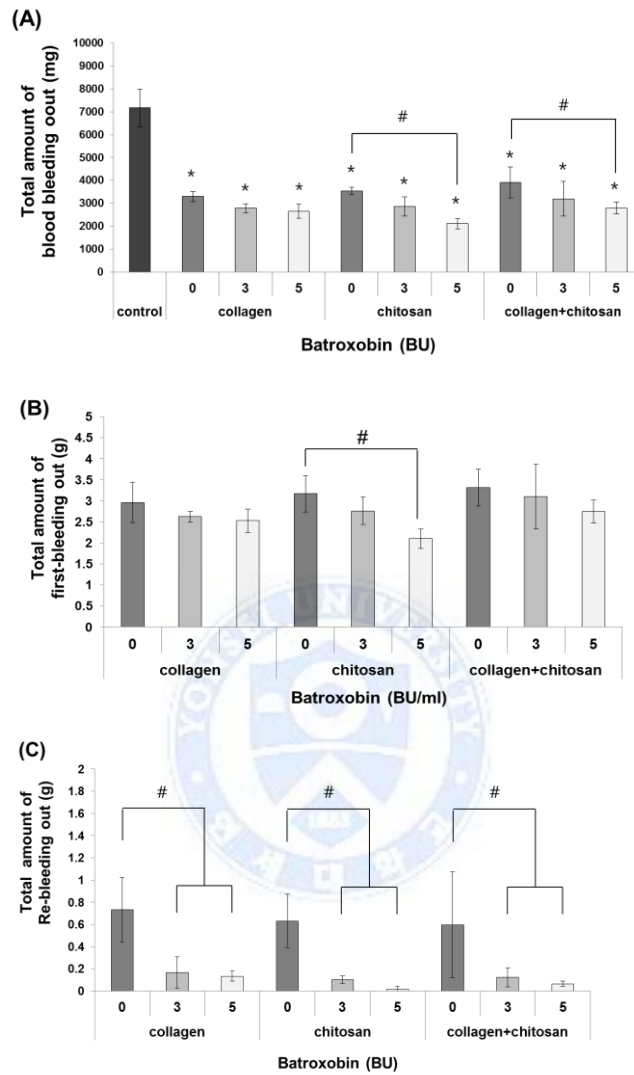 (A)
Total amount of
blood bleeding oout (mg)
10000
9000
8000
7000
6000
5000
4000
3000
2000
1000
0
#
#
* * * * * * * * *
0 3 5 0 3 5 0 3 5
control collagen chitosan collagen+chitosan
Batroxobin (BU)
(B)
Total amount of
first-bleeding out (g)
5
4.5
4
3.5
3
2.5
2
1.5
1
0.5
0
#
0 3 5 0 3 5 0 3 5
collagen chitosan collagen+chitosan
Batroxobin (BU/ml)
YONSEI UNIVERSITY
1885
(C)
Total amount of
Re-bleeding out (g)
2
1.8
1.6
1.4
1.2
1
0.8
0.6
0.4
0.2
0
# # #
0 3 5 0 3 5 0 3 5
collagen chitosan collagen+chitosan
Batroxobin (BU)